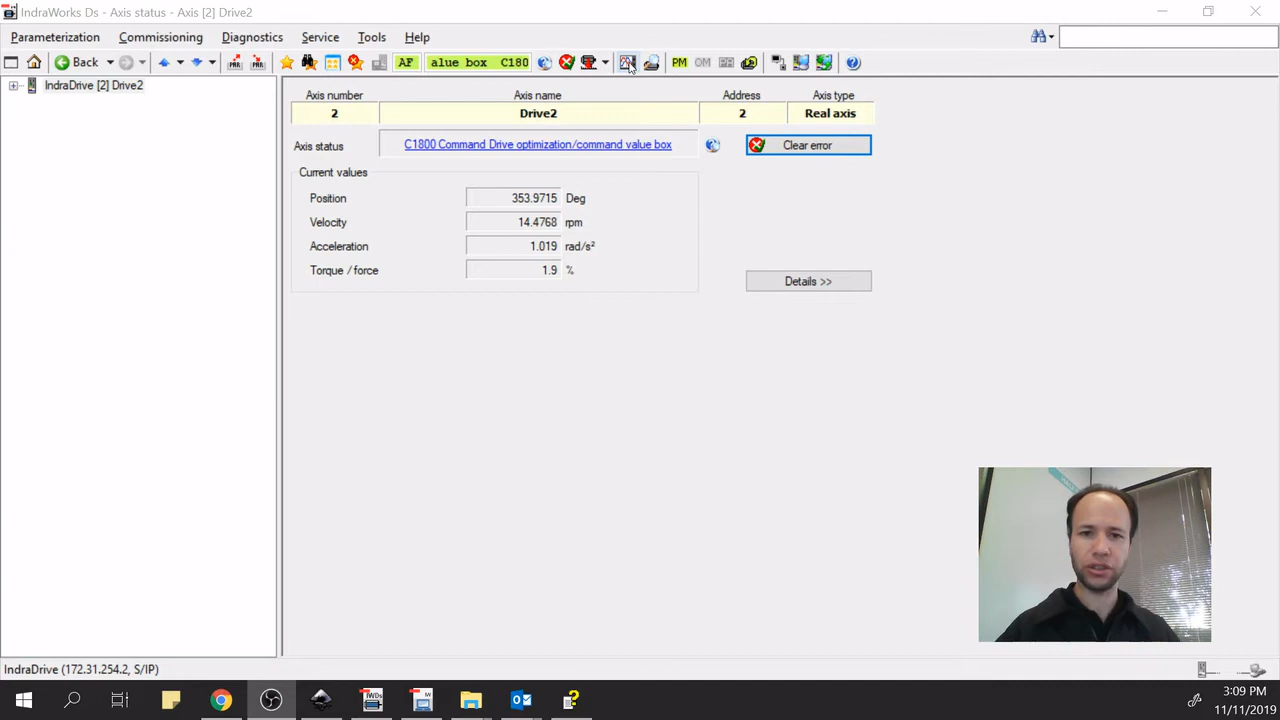 IndraWorks Ds - Axis status - Axis [2] Drive2
Parameterization Commissioning Diagnostics Service Tools Help
Back AF alue box C180 PM OM
IndraDrive [2] Drive2
Axis number Axis name Address Axis type
2 Drive2 2 Real axis
Axis status C1800 Command Drive optimization/command value box Clear error
Current values
Position 353.9715 Deg
Velocity 14.4768 rpm
Acceleration 1.019 rad/s²
Torque / force 1.9 %
Details >>
IndraDrive (172.31.254.2, S/IP)
3:09 PM
11/11/2019